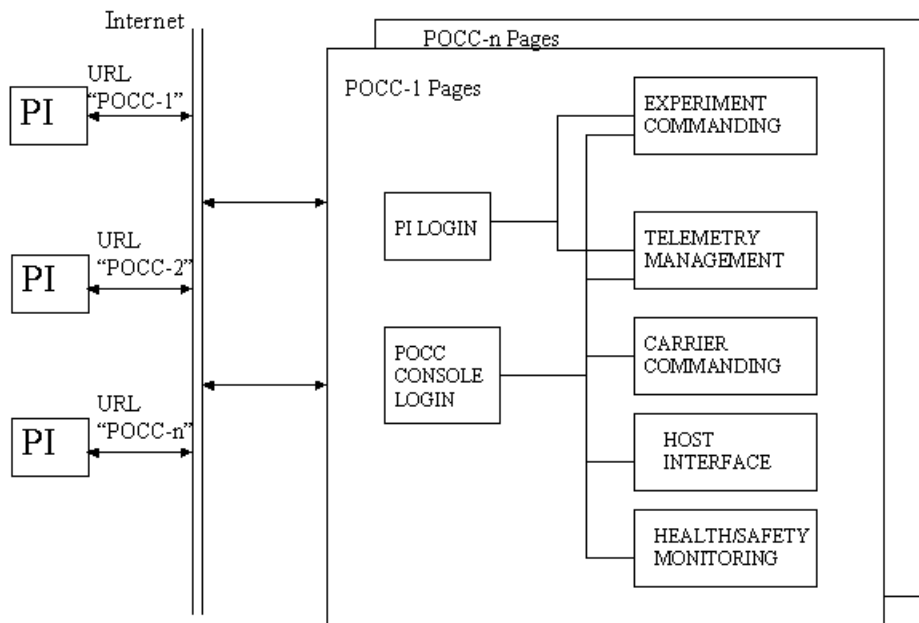 Internet
POCC-n Pages
URL
“POCC-1”
PI
POCC-1 Pages
EXPERIMENT
COMMANDING
PI LOGIN
TELEMETRY
MANAGEMENT
URL
“POCC-2”
PI
POCC
CONSOLE
LOGIN
CARRIER
COMMANDING
URL
“POCC-n”
PI
HOST
INTERFACE
HEALTH/SAFETY
MONITORING